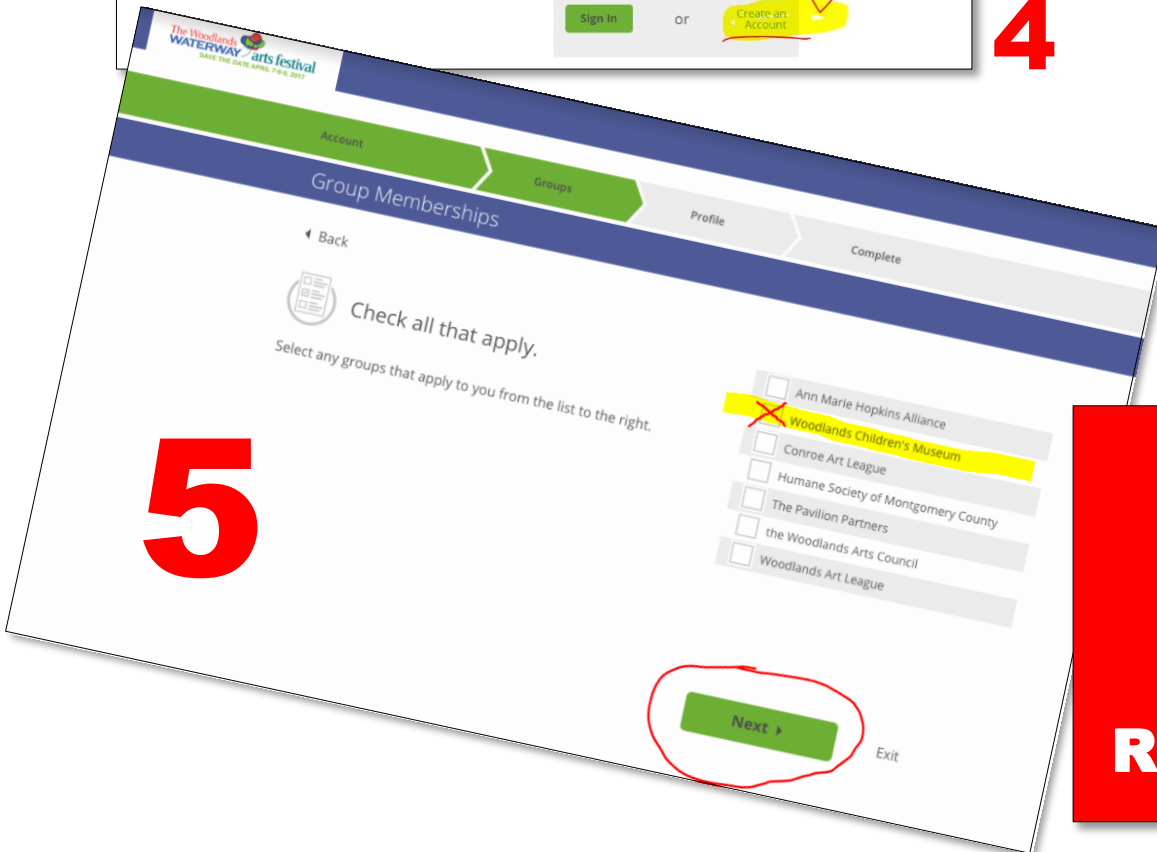 Sign In or Create an
Account
4
The Woodlands
WATERWAY arts festival
SAVE THE DATE APRIL 7-8-9, 2017
Account
Groups
Profile
Complete
Group Memberships
Back
Check all that apply.
Select any groups that apply to you from the list to the right.
Ann Marie Hopkins Alliance
Woodlands Children's Museum
Conroe Art League
Humane Society of Montgomery County
The Pavilion Partners
the Woodlands Arts Council
Woodlands Art League
5
Next
Exit
R